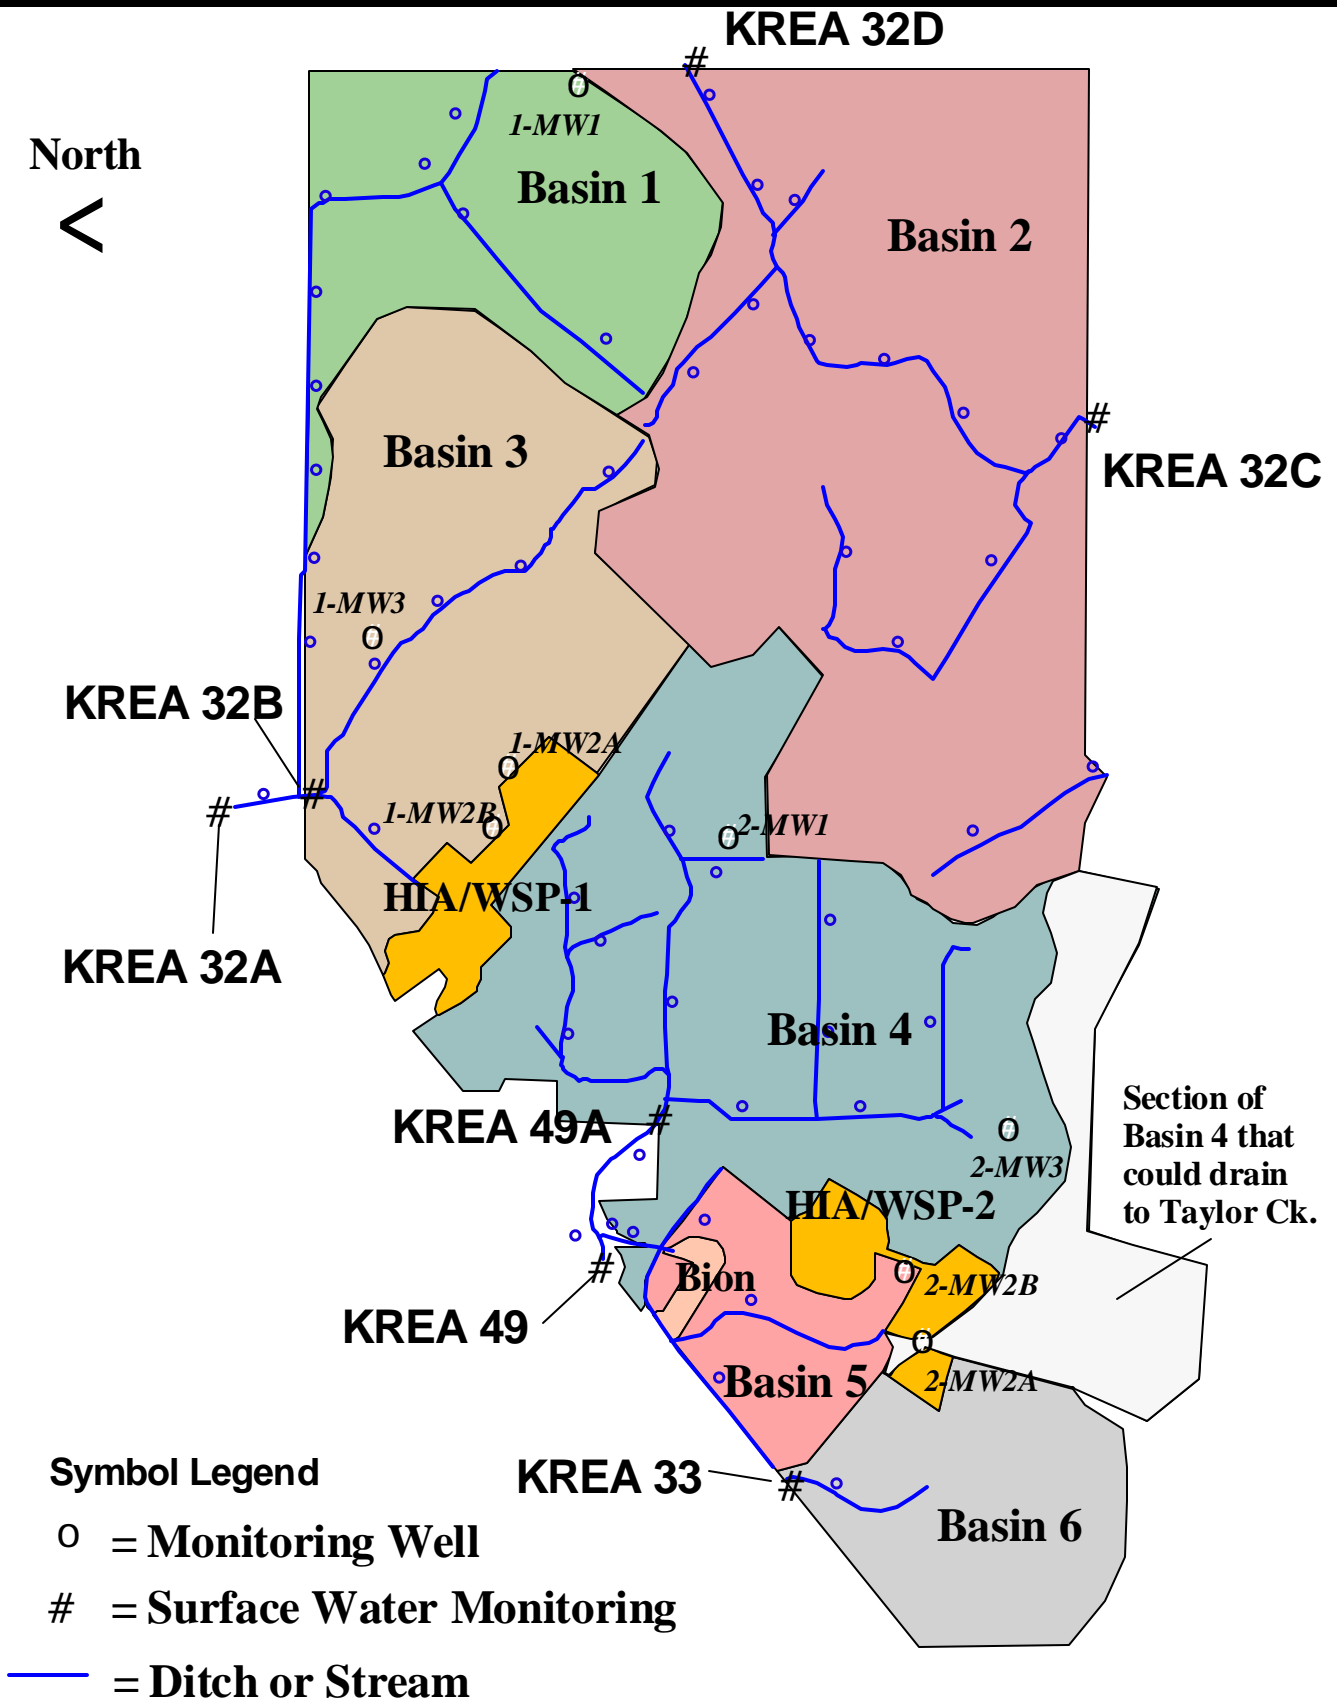 KREA 32D
#
o
1-MW1
North
<
Basin 1
Basin 2
#
Basin 3
KREA 32C
1-MW3
o
KREA 32B
1-MW2A
o
#
#
1-MW2B
o
2-MW1
o
HIA/WSP-1
KREA 32A
Basin 4
Section of
Basin 4 that
could drain
to Taylor Ck.
KREA 49A
#
o
2-MW3
HIA/WSP-2
#
Bion
o
2-MW2B
KREA 49
o
Basin 5
2-MW2A
KREA 33
#
Basin 6
Symbol Legend
o = Monitoring Well
# = Surface Water Monitoring
= Ditch or Stream